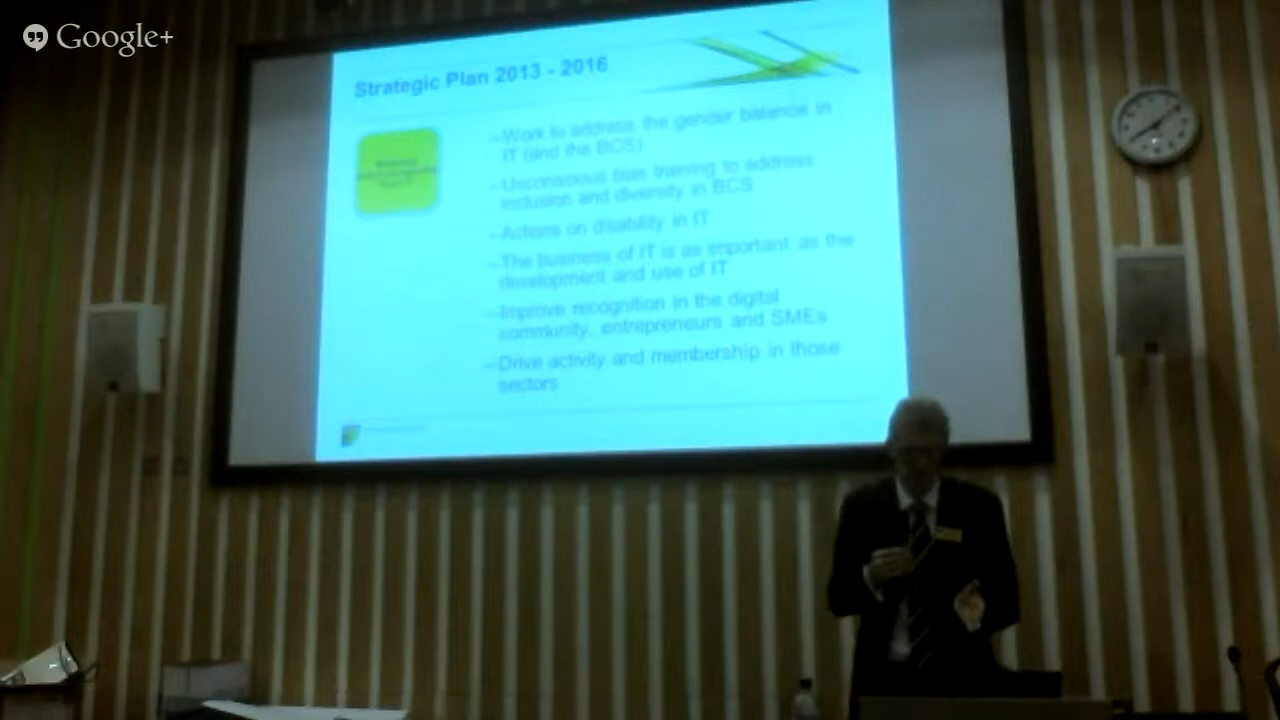 Google+
Strategic Plan 2013 - 2016
–Work to address the gender balance in
IT (and the BCS)
–Unconscious bias training to address
inclusion and diversity in BCS
–Actions on disability in IT
–The business of IT is as important as the
development and use of IT
–Improve recognition in the digital
community, entrepreneurs and SMEs
–Drive activity and membership in those
sectors